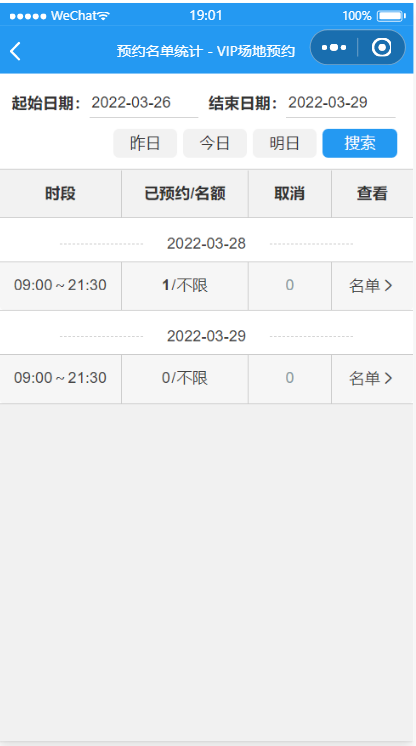 WeChat 19:01 100%
预约名单统计 - VIP场地预约
起始日期: 2022-03-26 结束日期: 2022-03-29
昨日 今日 明日 搜索
时段 已预约/名额 取消 查看
2022-03-28
09:00 ~ 21:30 1/不限 0 名单
2022-03-29
09:00 ~ 21:30 0/不限 0 名单